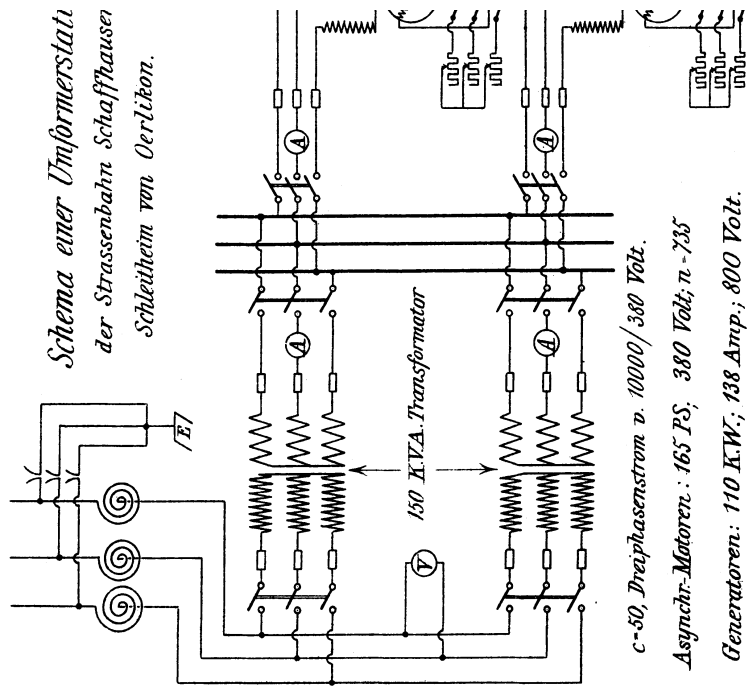 Schema einer Umformerstati
der Strassenbahn Schaffhausen
Schleitheim von Oerlikon.
A
A
A
A
E
150 K.V.A. Transformator
V
c=50, Dreiphasenstrom v. 10000/380 Volt.
Asynchr.-Motoren: 165 PS, 380 Volt; n=735
Generatoren: 110 K.W.; 138 Amp.; 800 Volt.